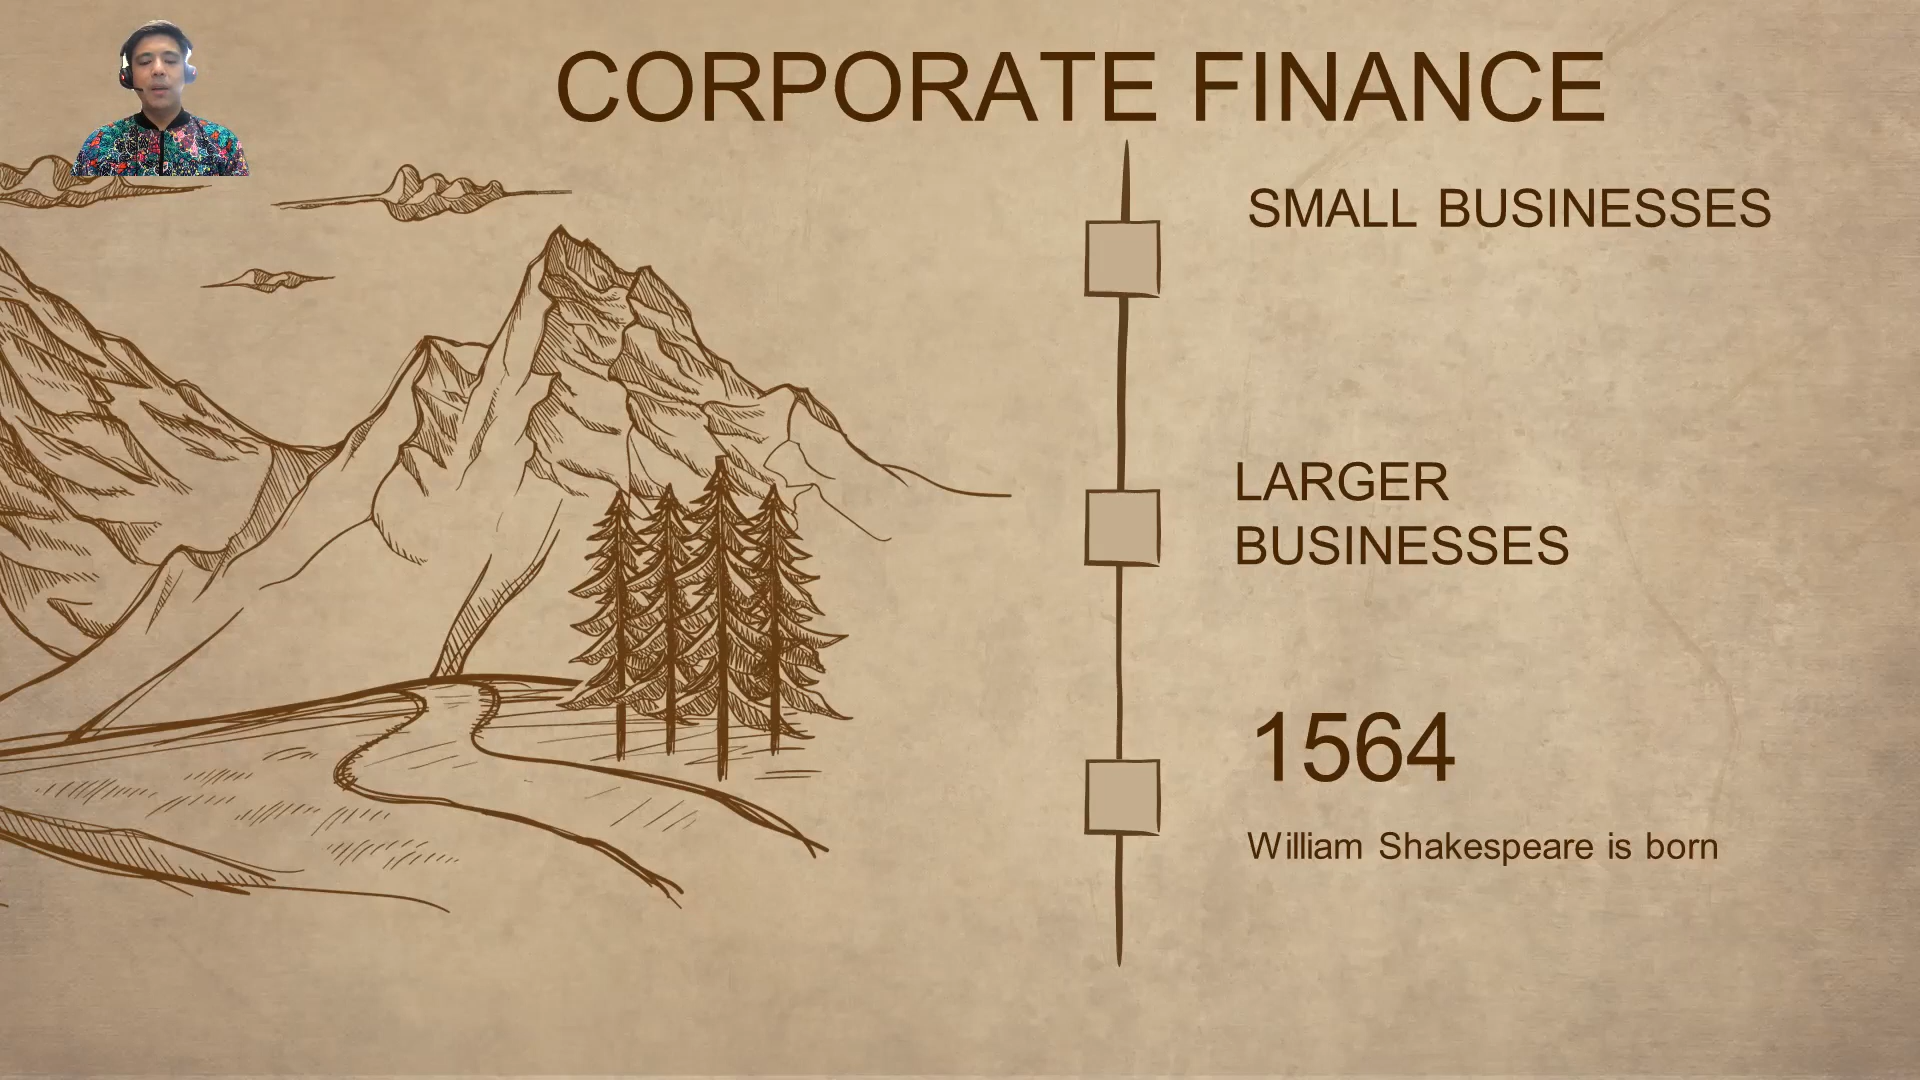 CORPORATE FINANCE
SMALL BUSINESSES
LARGER
BUSINESSES
1564
William Shakespeare is born